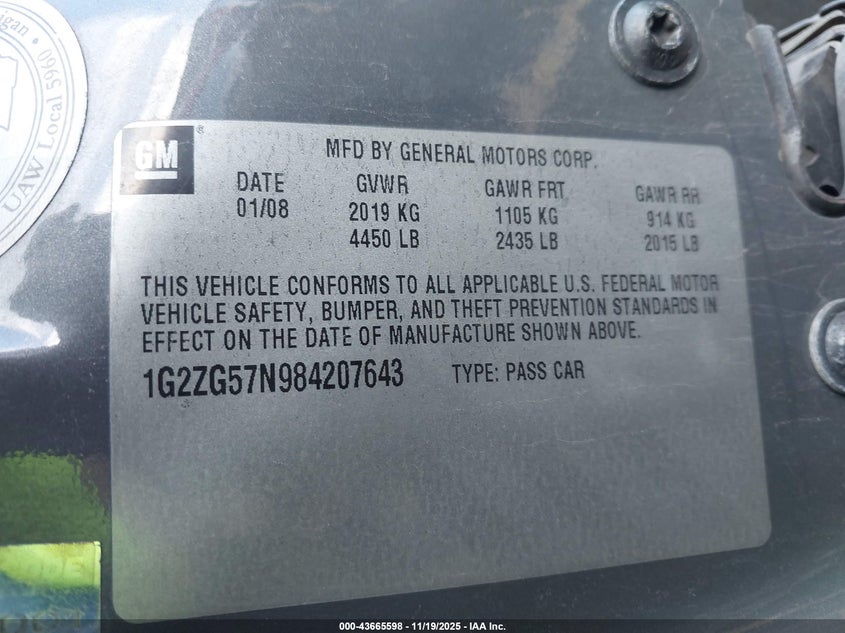 igan
UAW Local 5960
GM
MFD BY GENERAL MOTORS CORP.
DATE GVWR GAWR FRT GAWR RR
01/08 2019 KG 1105 KG 914 KG
4450 LB 2435 LB 2015 LB
THIS VEHICLE CONFORMS TO ALL APPLICABLE U.S. FEDERAL MOTOR
VEHICLE SAFETY, BUMPER, AND THEFT PREVENTION STANDARDS IN
EFFECT ON THE DATE OF MANUFACTURE SHOWN ABOVE.
1G2ZG57N984207643 TYPE: PASS CAR
000-43665598 - 11/19/2025 - IAA Inc.